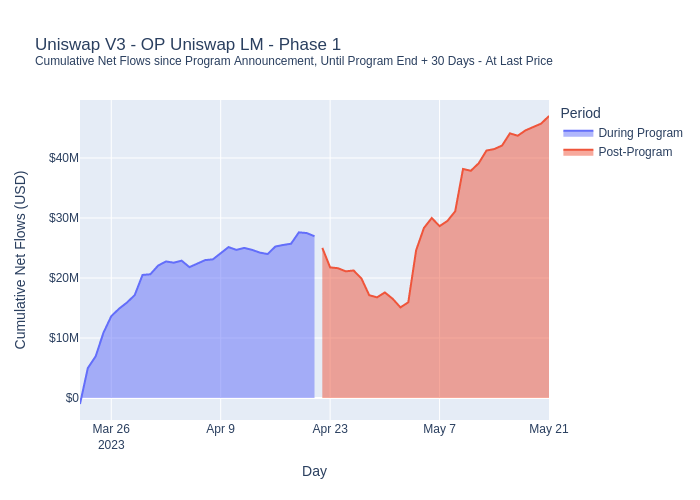 Uniswap V3 - OP Uniswap LM - Phase 1
Cumulative Net Flows since Program Announcement, Until Program End + 30 Days - At Last Price
Period
During Program
Post-Program
Cumulative Net Flows (USD)
$40M
$30M
$20M
$10M
$0
Mar 26
2023
Apr 9
Apr 23
May 7
May 21
Day